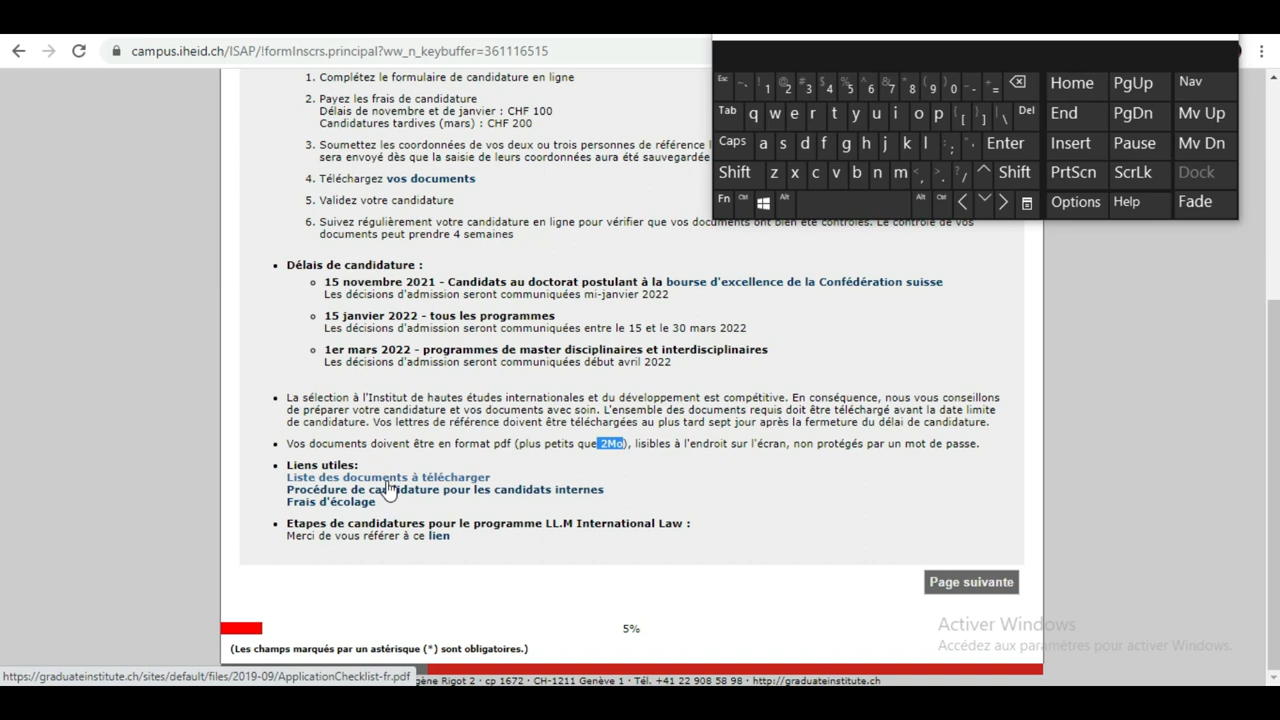 campus.iheid.ch/ISAP/!formInscrs.principal?ww_n_keybuffer=361116515
1. Complétez le formulaire de candidature en ligne
2. Payez les frais de candidature
Délais de novembre et de janvier : CHF 100
Candidatures tardives (mars) : CHF 200
3. Soumettez les coordonnées de vos deux ou trois personnes de référence
sera envoyé dès que la saisie de leurs coordonnées aura été sauvegardée
4. Téléchargez vos documents
5. Validez votre candidature
6. Suivez régulièrement votre candidature en ligne pour vérifier que vos documents ont bien été contrôlés. Le contrôle de vos
documents peut prendre 4 semaines
• Délais de candidature :
15 novembre 2021 - Candidats au doctorat postulant à la bourse d'excellence de la Confédération suisse
Les décisions d'admission seront communiquées mi-janvier 2022
15 janvier 2022 - tous les programmes
Les décisions d'admission seront communiquées entre le 15 et le 30 mars 2022
1er mars 2022 - programmes de master disciplinaires et interdisciplinaires
Les décisions d'admission seront communiquées début avril 2022
• La sélection à l'Institut de hautes études internationales et du développement est compétitive. En conséquence, nous vous conseillons
de préparer votre candidature et vos documents avec soin. L'ensemble des documents requis doit être téléchargé avant la date limite
de candidature. Vos lettres de référence doivent être téléchargées au plus tard sept jour après la fermeture du délai de candidature.
• Vos documents doivent être en format pdf (plus petits que 2Mo), lisibles à l'endroit sur l'écran, non protégés par un mot de passe.
• Liens utiles:
Liste des documents à télécharger
Procédure de candidature pour les candidats internes
Frais d'écolage
• Etapes de candidatures pour le programme LL.M International Law :
Merci de vous référer à ce lien
Page suivante
5%
(Les champs marqués par un astérisque (*) sont obligatoires.)
Activer Windows
Accédez aux paramètres pour activer Windows.
https://graduateinstitute.ch/sites/default/files/2019-09/ApplicationChecklist-fr.pdf
gène Rigot 2 · cp 1672 · CH-1211 Genève 1 · Tél. +41 22 908 58 98 · http://graduateinstitute.ch
Esc ~ ` ! 1 @ 2 # 3 $ 4 % 5 ^ 6 & 7 * 8 ( 9 ) 0 _ - + = Home PgUp Nav
Tab q w e r t y u i o p { [ } ] | \ Del End PgDn Mv Up
Caps a s d f g h j k l : ; " ' Enter Insert Pause Mv Dn
Shift z x c v b n m < , > . ? / Shift PrtScn ScrLk Dock
Fn Ctrl Alt Alt Ctrl Options Help Fade